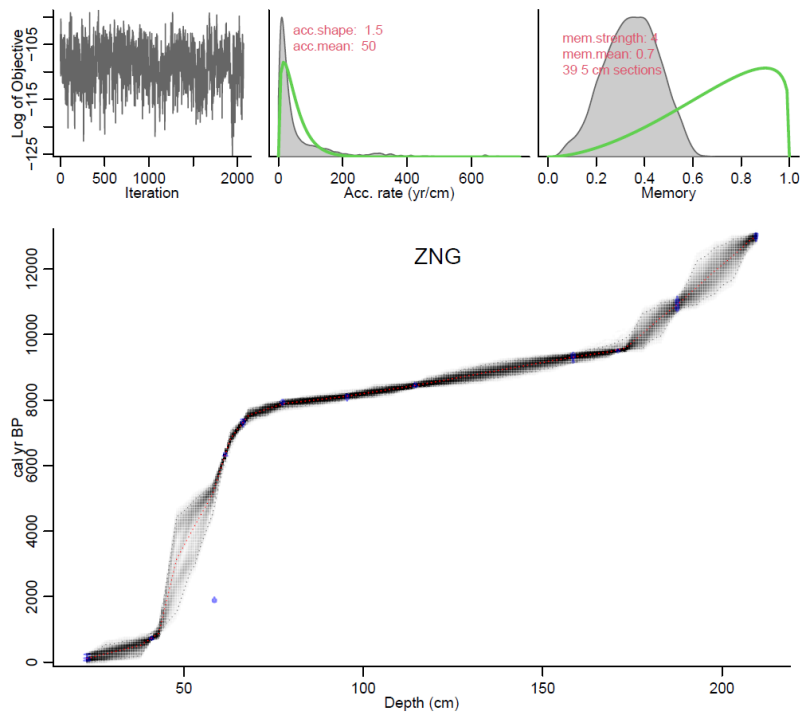 Log of Objective
-105
-115
-125
0
500
1000
1500
2000
Iteration
acc.shape: 1.5
acc.mean: 50
0
200
400
600
Acc. rate (yr/cm)
mem.strength: 4
mem.mean: 0.7
39 5 cm sections
0.0
0.2
0.4
0.6
0.8
1.0
Memory
ZNG
cal yr BP
12000
10000
8000
6000
4000
2000
0
50
100
150
200
Depth (cm)